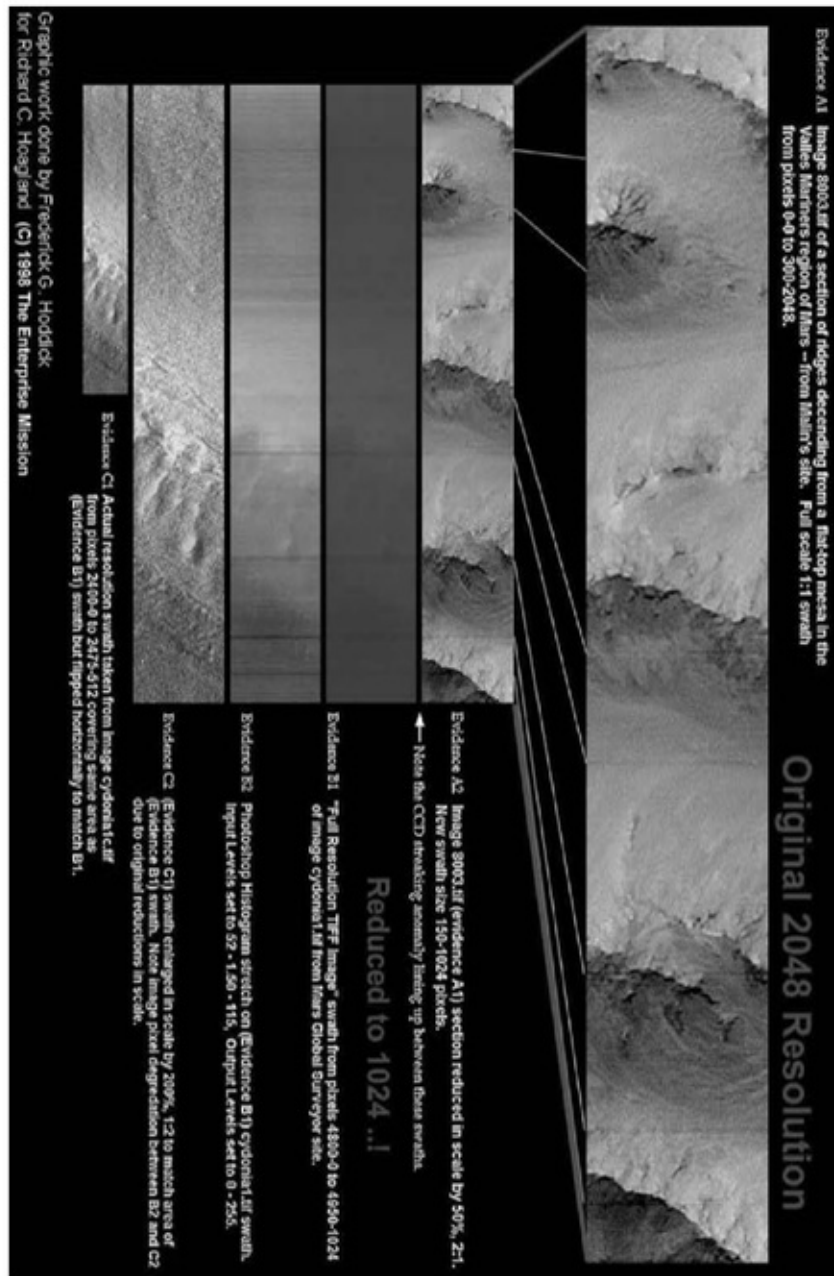 Evidence A1 Image 8003.tif of a section of ridges decending from a flat-top mesa in the
Valles Mariners region of Mars -- from Malin's site. Full scale 1:1 swath
from pixels 0-0 to 300-2048.
Original 2048 Resolution
Evidence A2 Image 8003.tif (evidence A1) section reduced in scale by 50%, 2:1.
New swath size 150-1024 pixels.
Note the CCD streaking anomaly lining up between these swaths.
Reduced to 1024 ..!
Evidence B1 "Full Resolution TIFF Image" swath from pixels 4800-0 to 4950-1024
of image cydonia1.tif from Mars Global Surveyor site.
Evidence B2 Photoshop Histogram stretch on (Evidence B1) cydonia1.tif swath.
Input Levels set to 52 - 1.50 - 115, Output Levels set to 0 - 255.
Evidence C2 (Evidence C1) swath enlarged in scale by 200%, 1:2 to match area of
(Evidence B1) swath. Note image pixel degredation between B2 and C2
due to original reductions in scale.
Evidence C1 Actual resolution swath taken from image cydonia1c.tif
from pixels 2400-0 to 2475-512 covering same area as
(Evidence B1) swath but flipped horizontally to match B1.
Graphic work done by Frederick G. Hoddick
for Richard C. Hoagland (C) 1998 The Enterprise Mission